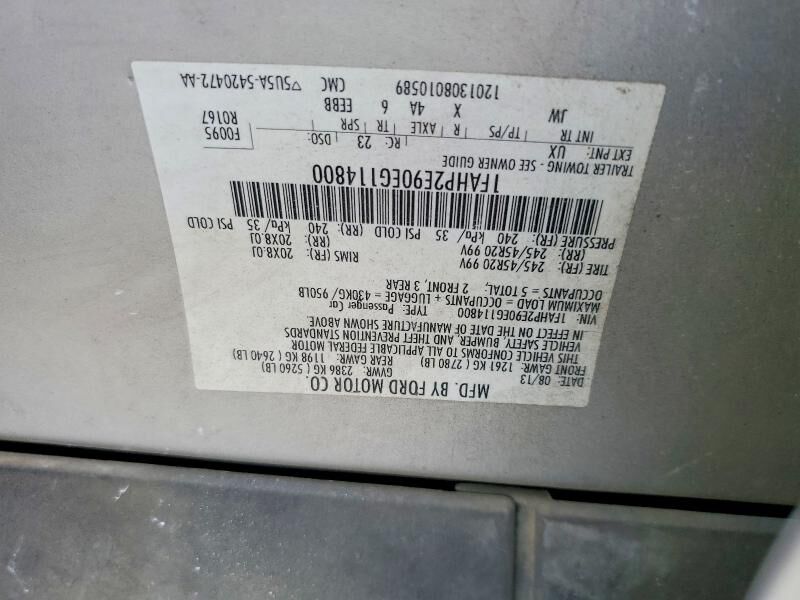 MFD. BY FORD MOTOR CO.
DATE: 08/13 GVWR: 2386 KG ( 5260 LB)
FRONT GAWR: 1261 KG ( 2780 LB) REAR GAWR: 1198 KG ( 2640 LB)
THIS VEHICLE CONFORMS TO ALL APPLICABLE FEDERAL MOTOR
VEHICLE SAFETY, BUMPER, AND THEFT PREVENTION STANDARDS
IN EFFECT ON THE DATE OF MANUFACTURE SHOWN ABOVE.
VIN: 1FAHP2E90EG114800 TYPE: Passenger Car
MAXIMUM LOAD = OCCUPANTS + LUGGAGE = 430KG/ 950LB
OCCUPANTS = 5 TOTAL, 2 FRONT, 3 REAR
TIRE (FR): 245/45R20 99V RIMS (FR): 20X8.0J
(RR): 245/45R20 99V (RR): 20X8.0J
PRESSURE (FR): 240 kPa/ 35 PSI COLD (RR): 240 kPa/ 35 PSI COLD
1FAHP2E90EG114800
TRAILER TOWING - SEE OWNER GUIDE
EXT PNT: UX RC: 23 DSO: F0095
INT TR TP/PS R AXLE TR SPR R0167
JW X 4A 6 EEBB
1201308010589 CMC ▽5U5A-5420472-AA